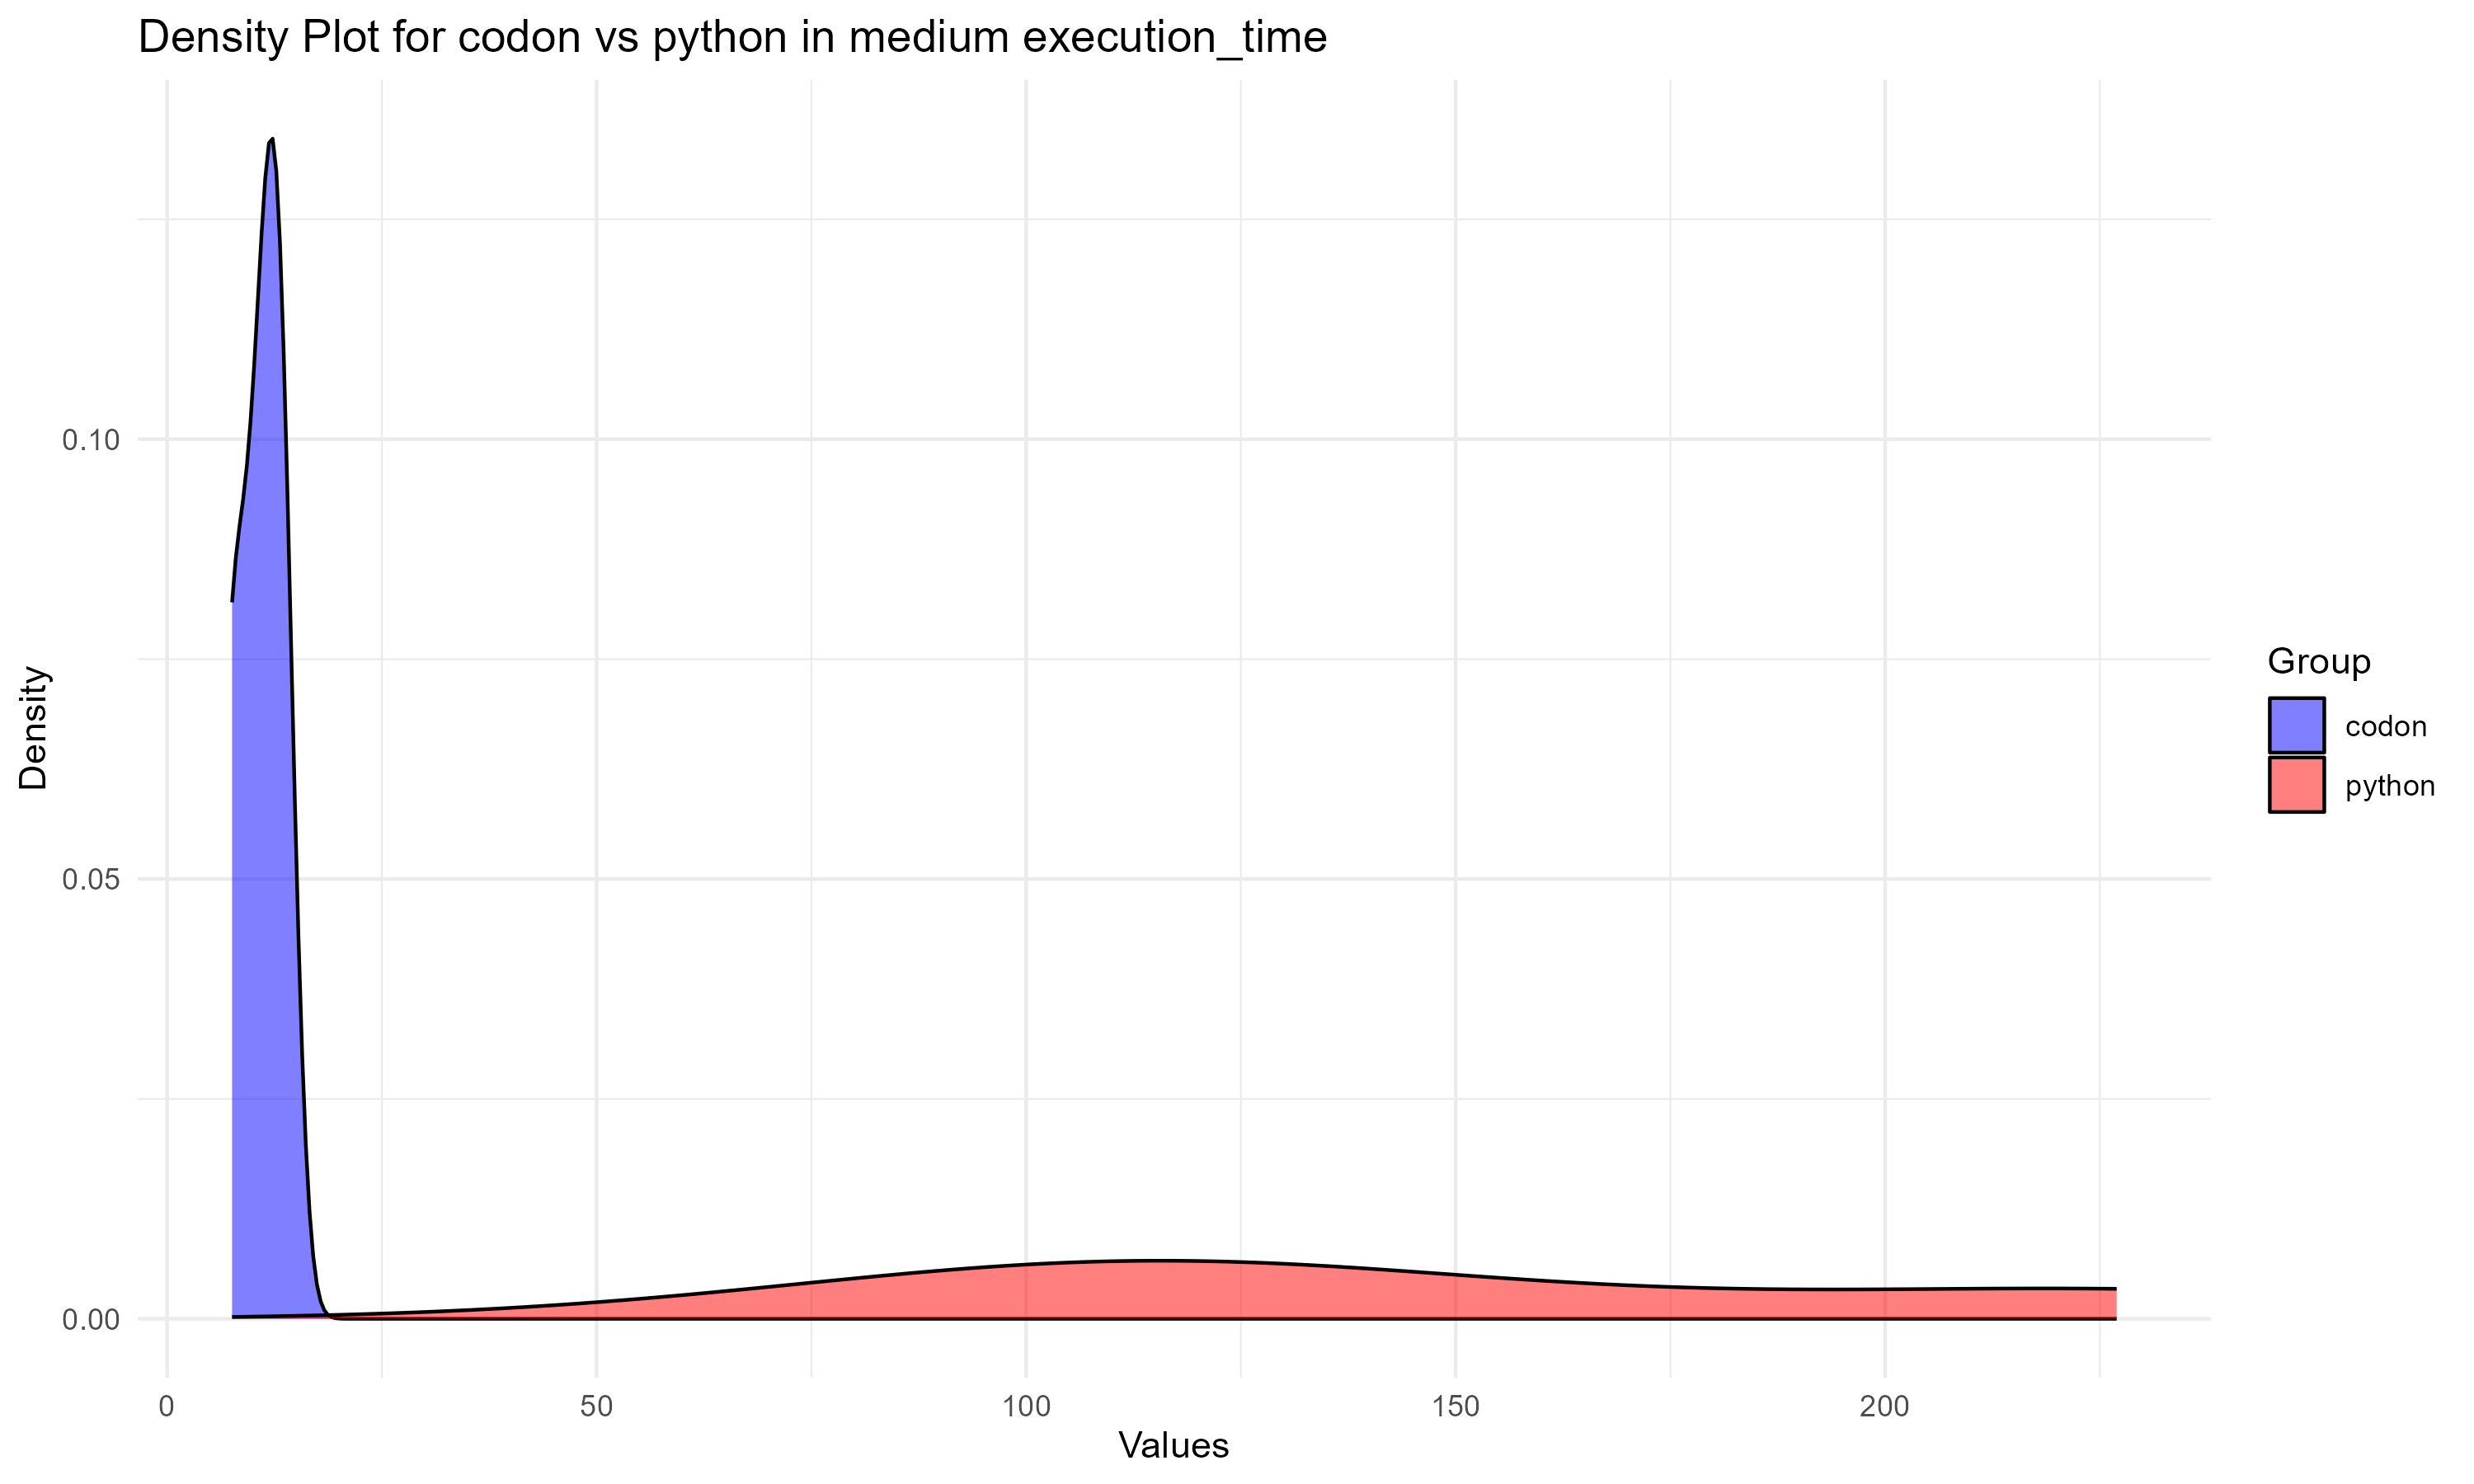 Density Plot for codon vs python in medium execution_time
Density
0.10
0.05
0.00
0
50
100
150
200
Values
Group
codon
python